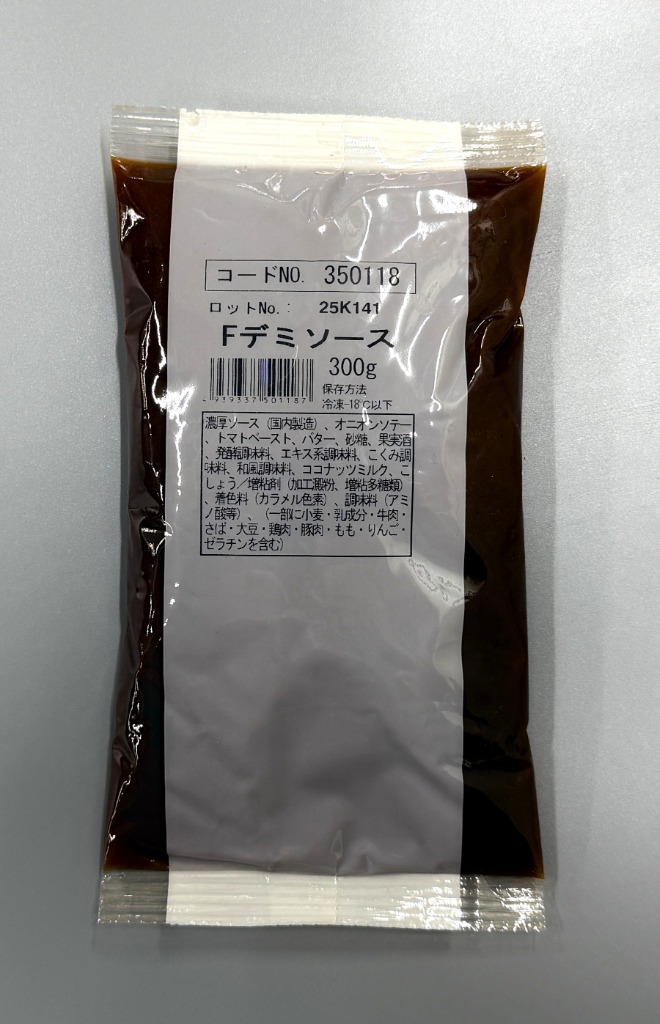 コードNO. 350118
ロットNo.: 25K141
Fデミソース
300g
保存方法
冷凍-18℃以下
939337 501187
濃厚ソース（国内製造）、オニオンソテー
、トマトペースト、バター、砂糖、果実酒
、発酵調味料、エキス系調味料、こくみ調
味料、和風調味料、ココナッツミルク、こ
しょう／増粘剤（加工澱粉、増粘多糖類）
、着色料（カラメル色素）、調味料（アミ
ノ酸等）、（一部に小麦・乳成分・牛肉・
さば・大豆・鶏肉・豚肉・もも・りんご・
ゼラチンを含む）